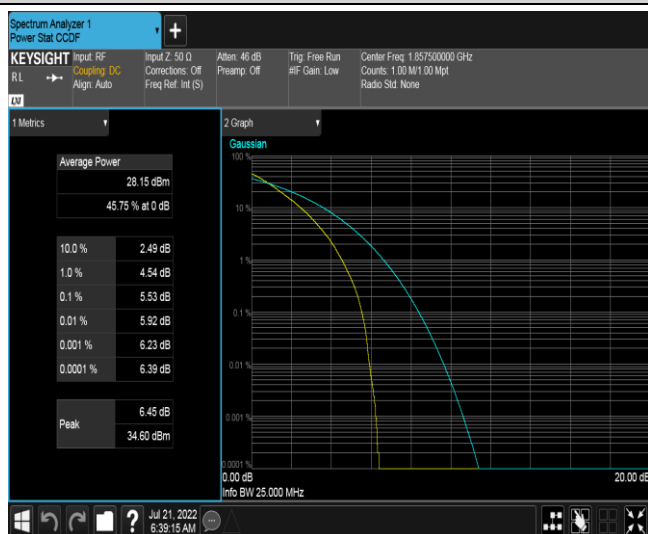 Spectrum Analyzer 1
Power Stat CCDF
+
KEYSIGHT
RL
LXI
Input: RF
Coupling: DC
Align: Auto
Input Z: 50 Ω
Corrections: Off
Freq Ref: Int (S)
Atten: 46 dB
Preamp: Off
Trig: Free Run
#IF Gain: Low
Center Freq: 1.857500000 GHz
Counts: 1.00 M/1.00 Mpt
Radio Std: None
1 Metrics
Average Power
28.15 dBm
45.75 % at 0 dB
10.0 % 2.49 dB
1.0 % 4.54 dB
0.1 % 5.53 dB
0.01 % 5.92 dB
0.001 % 6.23 dB
0.0001 % 6.39 dB
Peak
6.45 dB
34.60 dBm
2 Graph
Gaussian
100 %
10 %
1 %
0.1 %
0.01 %
0.001 %
0.0001 %
0.00 dB 20.00 dB
Info BW 25.000 MHz
?
Jul 21, 2022
6:39:15 AM